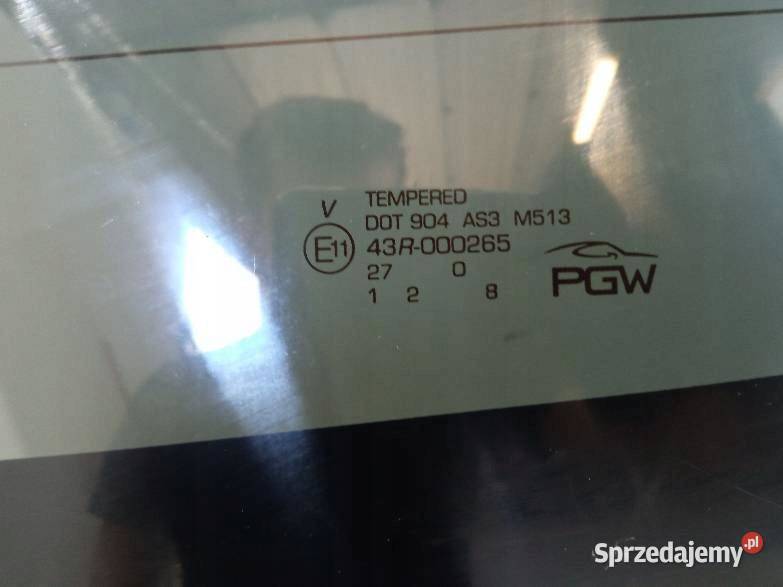 V
TEMPERED
DOT 904 AS3 M513
E11 43R-000265
27 0
1 2 8
PGW
Sprzedajemy.pl